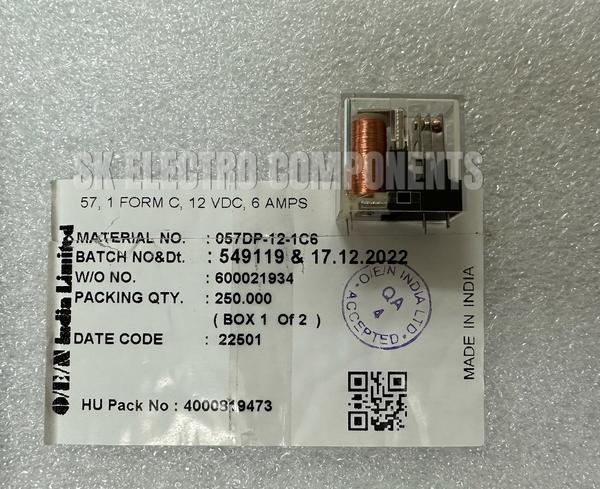 SK ELECTRO COMPONENTS
57, 1 FORM C, 12 VDC, 6 AMPS
MATERIAL NO. : 057DP-12-1C6
BATCH NO&Dt. : 549119 & 17.12.2022
W/O NO. : 600021934
PACKING QTY. : 250.000
( BOX 1 Of 2 )
DATE CODE : 22501
HU Pack No : 4000819473
O/E/N India Limited
O/E/N INDIA LTD.
QA
4
ACCEPTED
MADE IN INDIA